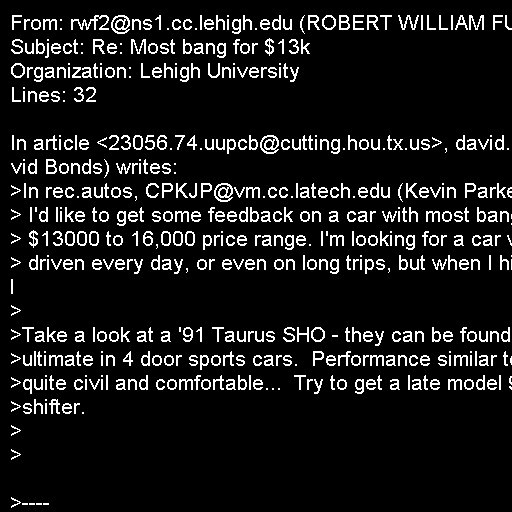 From: rwf2@ns1.cc.lehigh.edu (ROBERT WILLIAM
Subject: Re: Most bang for $13k
Organization: Lehigh University
Lines: 32
In article <23056.74.uupcb@cutting.hou.tx.us>, david.
vid Bonds) writes:
>In rec.autos, CPKJP@vm.cc.latech.edu (Kevin
> I'd like to get some feedback on a car with most
> $13000 to 16,000 price range. I'm looking for a car
> driven every day, or even on long trips, but when I
l
>
>Take a look at a '91 Taurus SHO - they can be found
>ultimate in 4 door sports cars.  Performance similar
>quite civil and comfortable...  Try to get a late model
>shifter.
>
>
>----